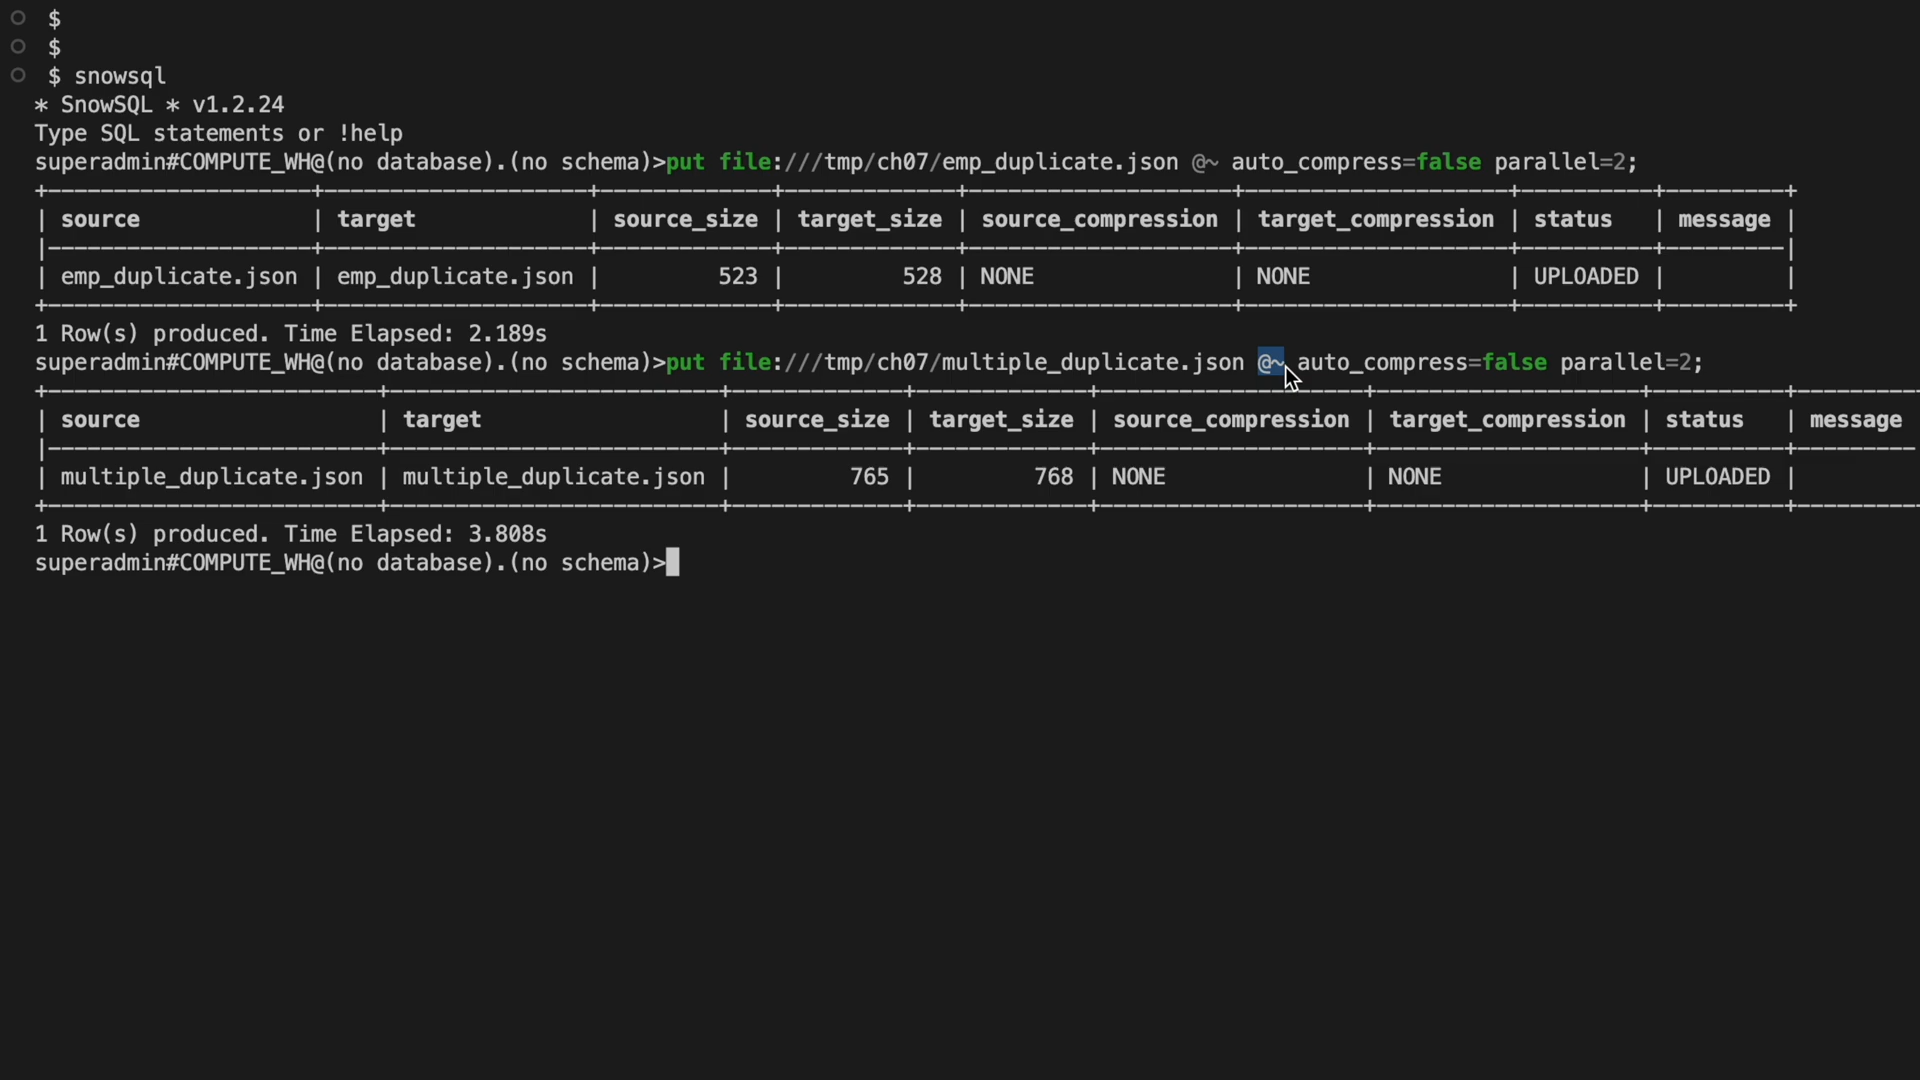 $
$
$ snowsql
* SnowSQL * v1.2.24
Type SQL statements or !help
superadmin#COMPUTE_WH@(no database).(no schema)>put file:///tmp/ch07/emp_duplicate.json @~ auto_compress=false parallel=2;
| source | target | source_size | target_size | source_compression | target_compression | status | message |
| emp_duplicate.json | emp_duplicate.json | 523 | 528 | NONE | NONE | UPLOADED | |
1 Row(s) produced. Time Elapsed: 2.189s
superadmin#COMPUTE_WH@(no database).(no schema)>put file:///tmp/ch07/multiple_duplicate.json @~ auto_compress=false parallel=2;
| source | target | source_size | target_size | source_compression | target_compression | status | message
| multiple_duplicate.json | multiple_duplicate.json | 765 | 768 | NONE | NONE | UPLOADED |
1 Row(s) produced. Time Elapsed: 3.808s
superadmin#COMPUTE_WH@(no database).(no schema)>